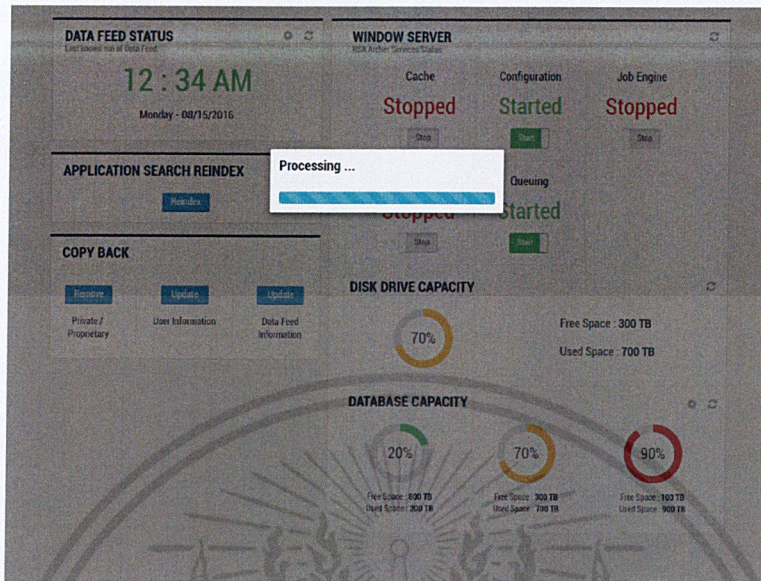 DATA FEED STATUS
Last known run of Data Feed
12 : 34 AM
Monday - 08/15/2016
APPLICATION SEARCH REINDEX
Reindex
COPY BACK
Remove
Update
Update
Private /
Proprietary
User Information
Data Feed
Information
WINDOW SERVER
RSA Archer Services Status
Cache
Configuration
Job Engine
Stopped
Started
Stopped
Stop
Start
Stop
Processing ...
Queuing
Stopped
Started
Stop
Start
DISK DRIVE CAPACITY
70%
Free Space : 300 TB
Used Space : 700 TB
DATABASE CAPACITY
20%
70%
90%
Free Space : 800 TB
Used Space : 200 TB
Free Space : 300 TB
Used Space : 700 TB
Free Space : 100 TB
Used Space : 900 TB